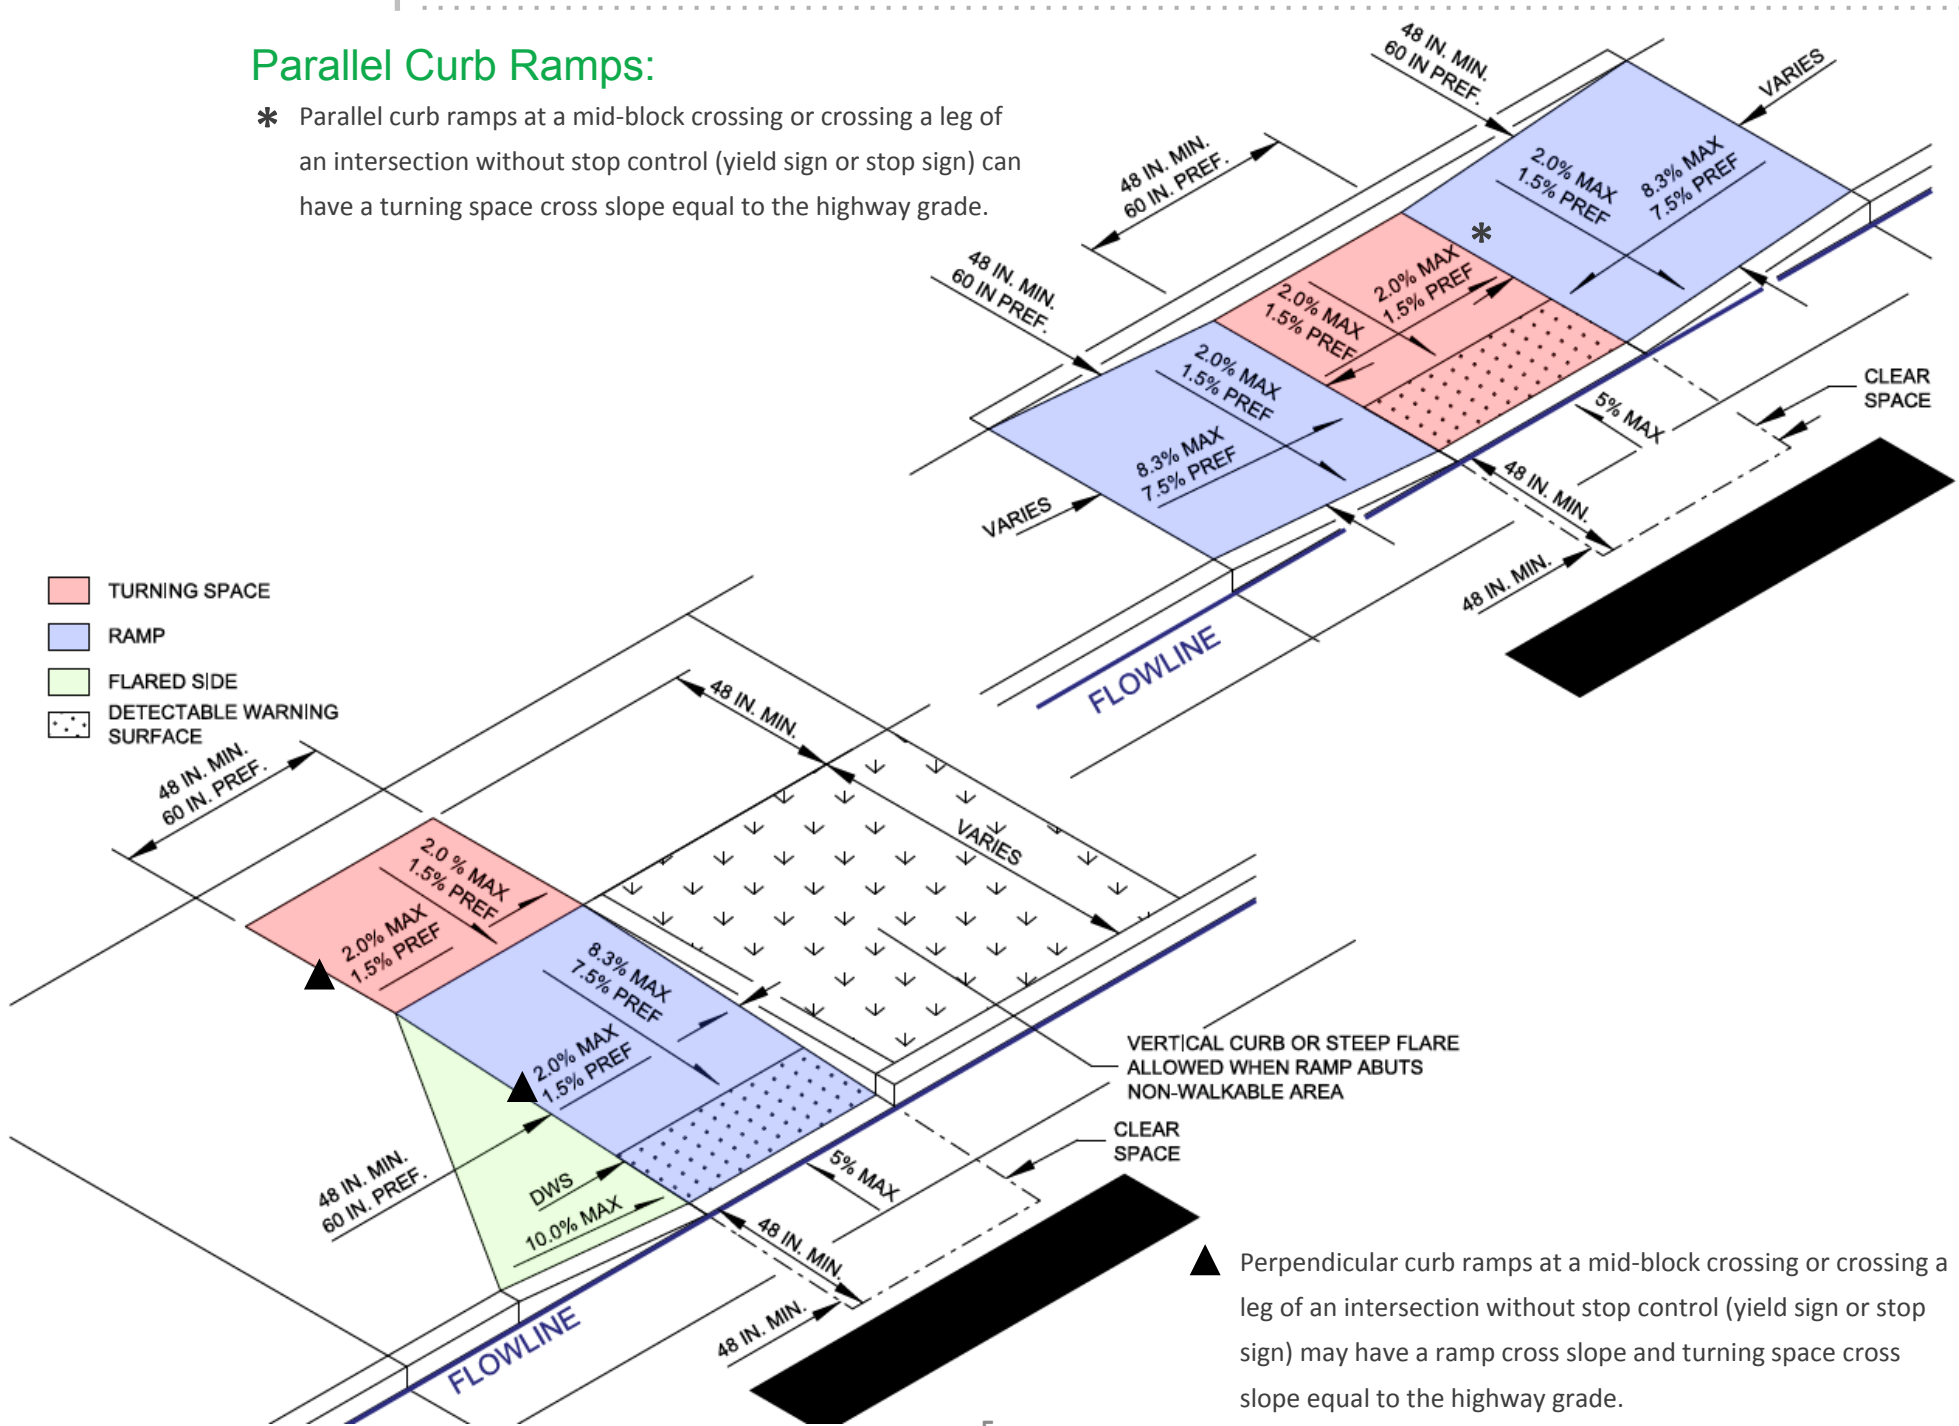 Parallel Curb Ramps:
* Parallel curb ramps at a mid-block crossing or crossing a leg of
an intersection without stop control (yield sign or stop sign) can
have a turning space cross slope equal to the highway grade.
48 IN. MIN.
60 IN PREF.
VARIES
48 IN. MIN.
60 IN. PREF.
2.0% MAX
1.5% PREF
8.3% MAX
7.5% PREF
*
48 IN. MIN.
60 IN PREF.
2.0% MAX
1.5% PREF
2.0% MAX
1.5% PREF
2.0% MAX
1.5% PREF
8.3% MAX
7.5% PREF
VARIES
CLEAR
SPACE
5% MAX
48 IN. MIN.
48 IN. MIN.
FLOWLINE
TURNING SPACE
RAMP
FLARED SIDE
DETECTABLE WARNING
SURFACE
48 IN. MIN.
60 IN. PREF.
48 IN. MIN.
VARIES
2.0 % MAX
1.5% PREF
2.0% MAX
1.5% PREF
8.3% MAX
7.5% PREF
2.0% MAX
1.5% PREF
48 IN. MIN.
60 IN. PREF.
DWS
10.0% MAX
VERTICAL CURB OR STEEP FLARE
ALLOWED WHEN RAMP ABUTS
NON-WALKABLE AREA
CLEAR
SPACE
5% MAX
48 IN. MIN.
48 IN. MIN.
FLOWLINE
▲ Perpendicular curb ramps at a mid-block crossing or crossing a
leg of an intersection without stop control (yield sign or stop
sign) may have a ramp cross slope and turning space cross
slope equal to the highway grade.